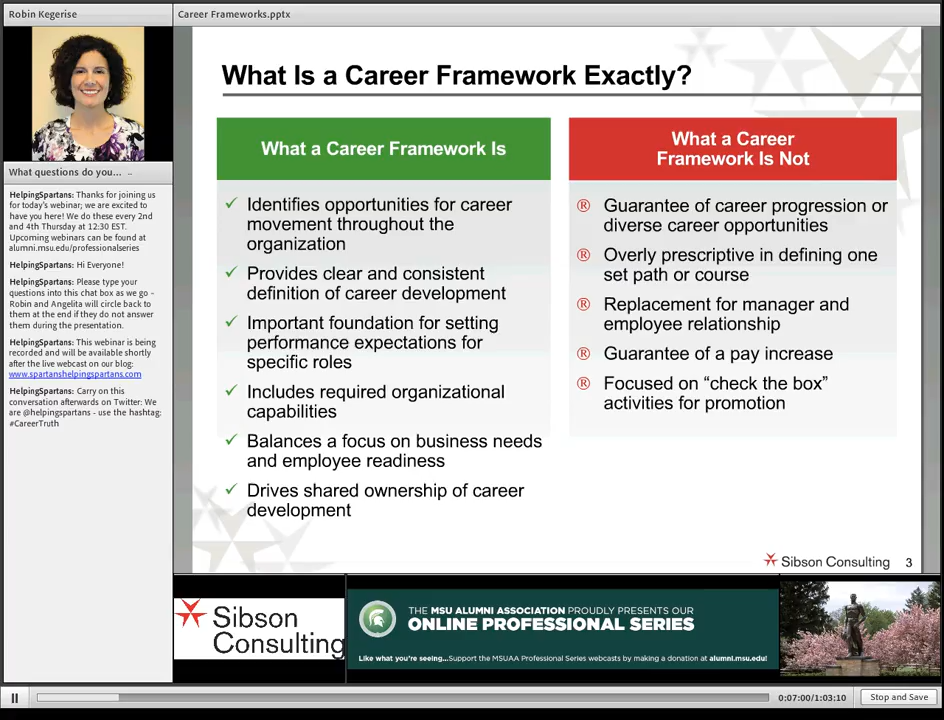 Robin Kegerise
Career Frameworks.pptx
What questions do you... ..
HelpingSpartans: Thanks for joining us
for today's webinar; we are excited to
have you here! We do these every 2nd
and 4th Thursday at 12:30 EST.
Upcoming webinars can be found at
alumni.msu.edu/professionalseries
HelpingSpartans: Hi Everyone!
HelpingSpartans: Please type your
questions into this chat box as we go -
Robin and Angelita will circle back to
them at the end if they do not answer
them during the presentation.
HelpingSpartans: This webinar is being
recorded and will be available shortly
after the live webcast on our blog:
www.spartanshelpingspartans.com
HelpingSpartans: Carry on this
conversation afterwards on Twitter: We
are @helpingspartans - use the hashtag:
#CareerTruth
What Is a Career Framework Exactly?
What a Career Framework Is
✓ Identifies opportunities for career
movement throughout the
organization
✓ Provides clear and consistent
definition of career development
✓ Important foundation for setting
performance expectations for
specific roles
✓ Includes required organizational
capabilities
✓ Balances a focus on business needs
and employee readiness
✓ Drives shared ownership of career
development
What a Career
Framework Is Not
® Guarantee of career progression or
diverse career opportunities
® Overly prescriptive in defining one
set path or course
® Replacement for manager and
employee relationship
® Guarantee of a pay increase
® Focused on “check the box”
activities for promotion
Sibson Consulting 3
Sibson
Consulting
THE MSU ALUMNI ASSOCIATION PROUDLY PRESENTS OUR
ONLINE PROFESSIONAL SERIES
Like what you're seeing...Support the MSUAA Professional Series webcasts by making a donation at alumni.msu.edu!
0:07:00/1:03:10
Stop and Save